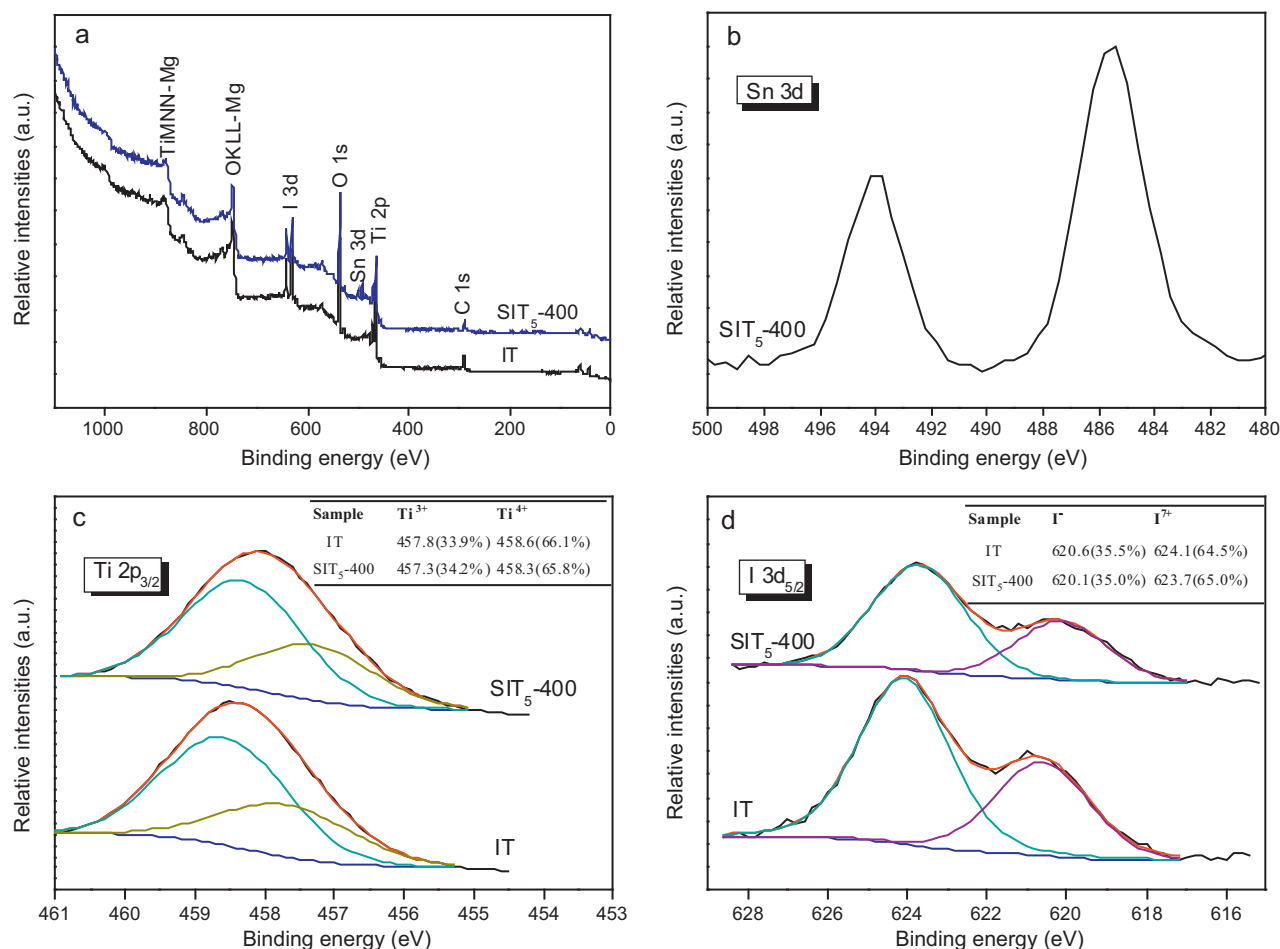 a
Relative intensities (a.u.)
TiMNN-Mg
OKLL-Mg
I 3d
O 1s
Sn 3d
Ti 2p
C 1s
SIT₅-400
IT
1000 800 600 400 200 0
Binding energy (eV)
b
Relative intensities (a.u.)
Sn 3d
SIT₅-400
500 498 496 494 492 490 488 486 484 482 480
Binding energy (eV)
c
Relative intensities (a.u.)
Ti 2p₃/₂
Sample Ti³⁺ Ti⁴⁺
IT 457.8(33.9%) 458.6(66.1%)
SIT₅-400 457.3(34.2%) 458.3(65.8%)
SIT₅-400
IT
461 460 459 458 457 456 455 454 453
Binding energy (eV)
d
Relative intensities (a.u.)
I 3d₅/₂
Sample I⁻ I⁷⁺
IT 620.6(35.5%) 624.1(64.5%)
SIT₅-400 620.1(35.0%) 623.7(65.0%)
SIT₅-400
IT
628 626 624 622 620 618 616
Binding energy (eV)